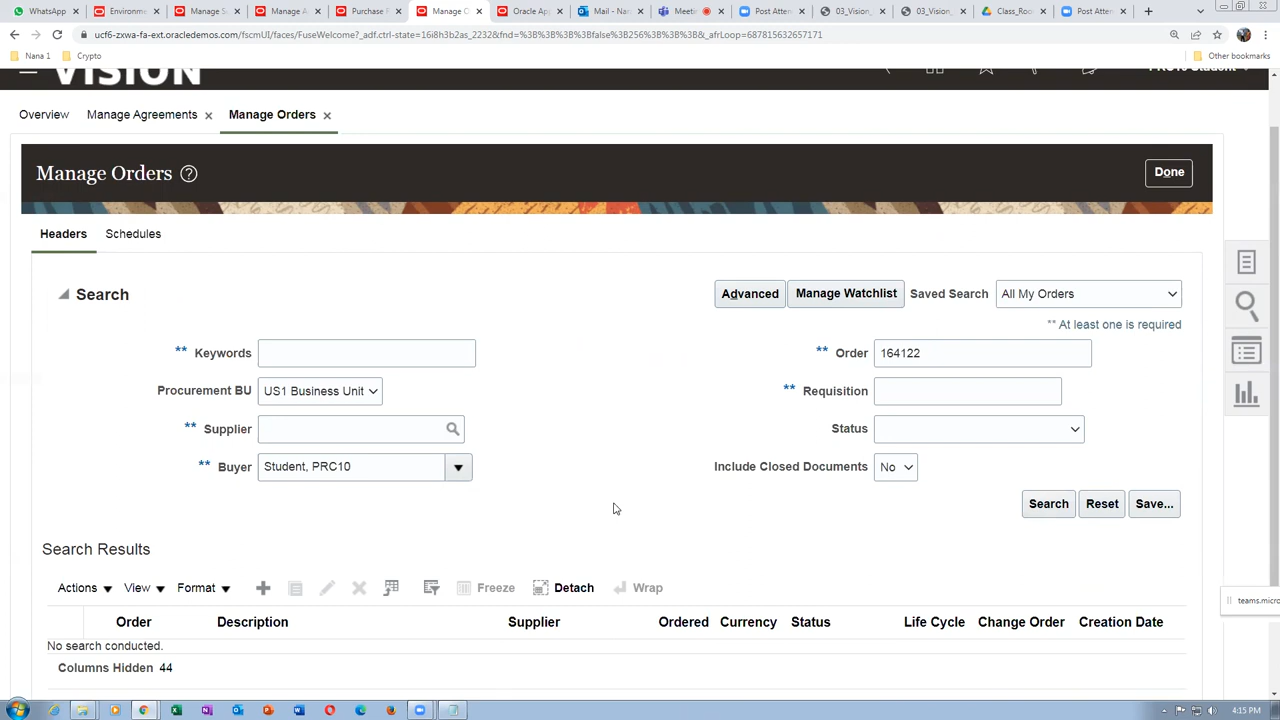 WhatsApp
Environme
Manage S
Manage A
Purchase F
Manage O
Oracle App
Mail - Nar
Meetin
Post Atten
03_Vision_
03_Vision_
Class_Roo
Post Atten
ucf6-zxwa-fa-ext.oracledemos.com/fscmUI/faces/FuseWelcome?_adf.ctrl-state=16i8h3b2as_2232&fnd=%3B%3B%3B%3Bfalse%3B256%3B%3B%3B&_afrLoop=687815632657171
Nana 1 Crypto Other bookmarks
VISION
Overview Manage Agreements Manage Orders
Manage Orders
Done
Headers Schedules
Search
Advanced Manage Watchlist Saved Search All My Orders
** At least one is required
** Keywords ** Order 164122
Procurement BU US1 Business Unit ** Requisition
** Supplier Status
** Buyer Student, PRC10 Include Closed Documents No
Search Reset Save...
Search Results
Actions View Format Freeze Detach Wrap
Order Description Supplier Ordered Currency Status Life Cycle Change Order Creation Date
No search conducted.
Columns Hidden 44
teams.micro
4:15 PM